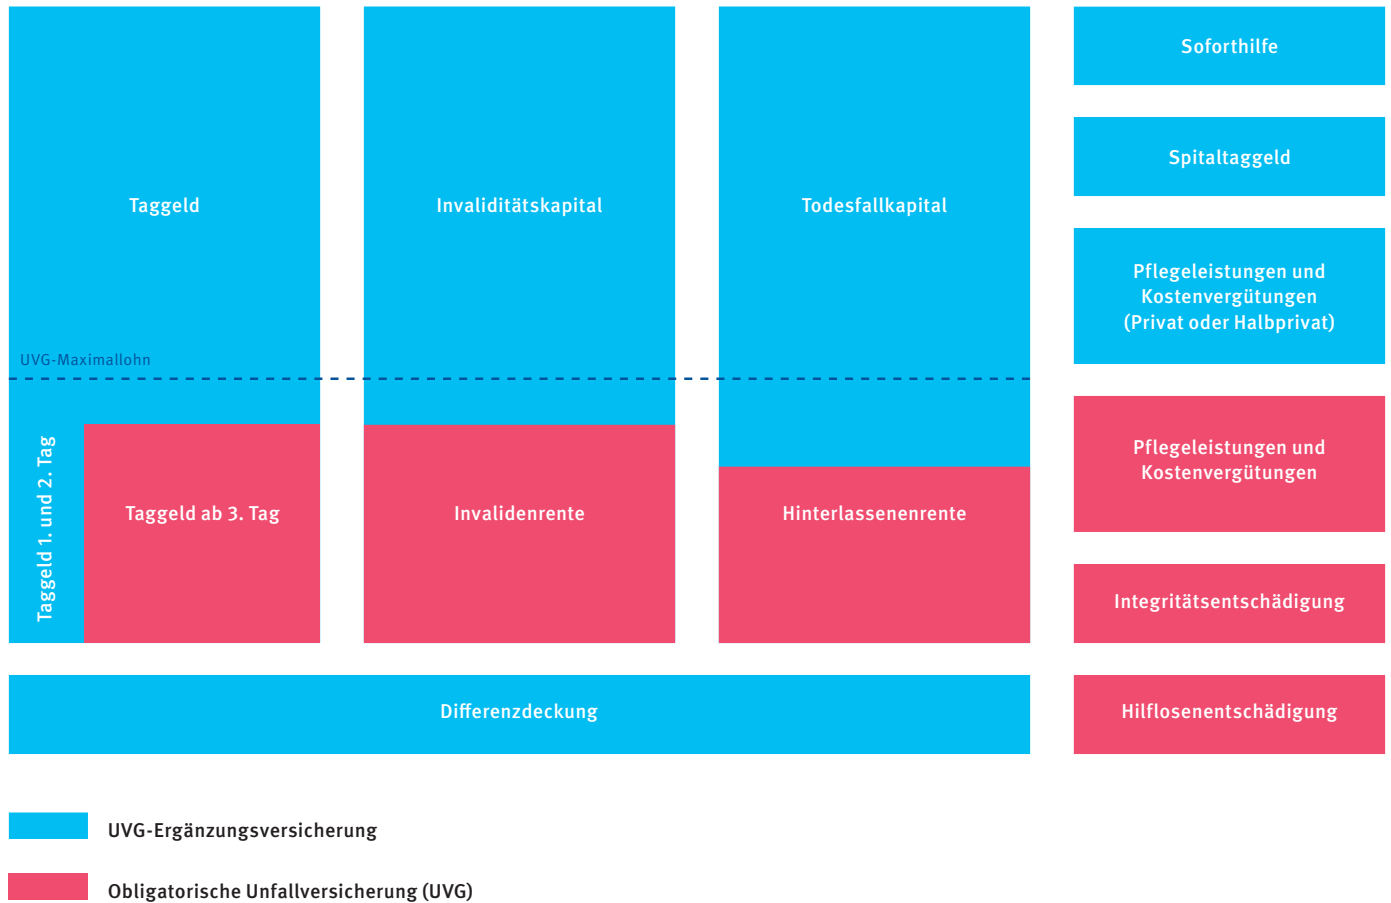 Taggeld
Invaliditätskapital
Todesfallkapital
UVG-Maximallohn
Taggeld 1. und 2. Tag
Taggeld ab 3. Tag
Invalidenrente
Hinterlassenenrente
Differenzdeckung
Soforthilfe
Spitaltaggeld
Pflegeleistungen und
Kostenvergütungen
(Privat oder Halbprivat)
Pflegeleistungen und
Kostenvergütungen
Integritätsentschädigung
Hilflosenentschädigung
UVG-Ergänzungsversicherung
Obligatorische Unfallversicherung (UVG)